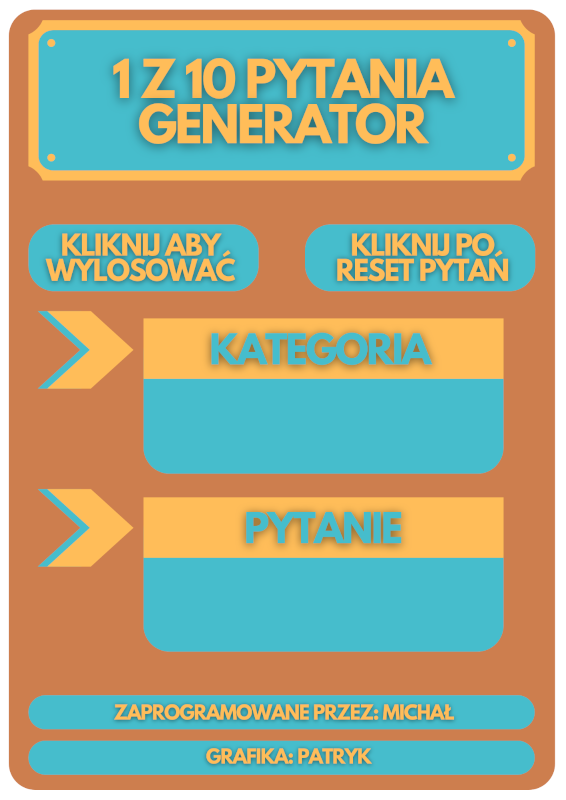 1 Z 10 PYTANIA
GENERATOR
KLIKNIJ ABY
WYLOSOWAĆ
KLIKNIJ PO
RESET PYTAŃ
KATEGORIA
PYTANIE
ZAPROGRAMOWANE PRZEZ: MICHAŁ
GRAFIKA: PATRYK